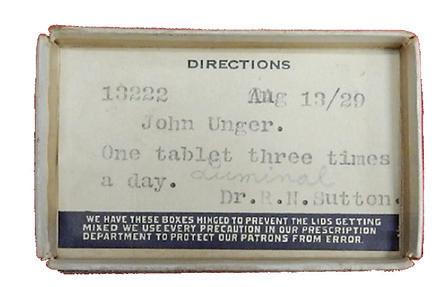 DIRECTIONS
13222 Aug 13/29
John Unger.
One tablet three times
a day. Luminal
Dr.R.N.Sutton.
WE HAVE THESE BOXES HINGED TO PREVENT THE LIDS GETTING
MIXED WE USE EVERY PRECAUTION IN OUR PRESCRIPTION
DEPARTMENT TO PROTECT OUR PATRONS FROM ERROR.